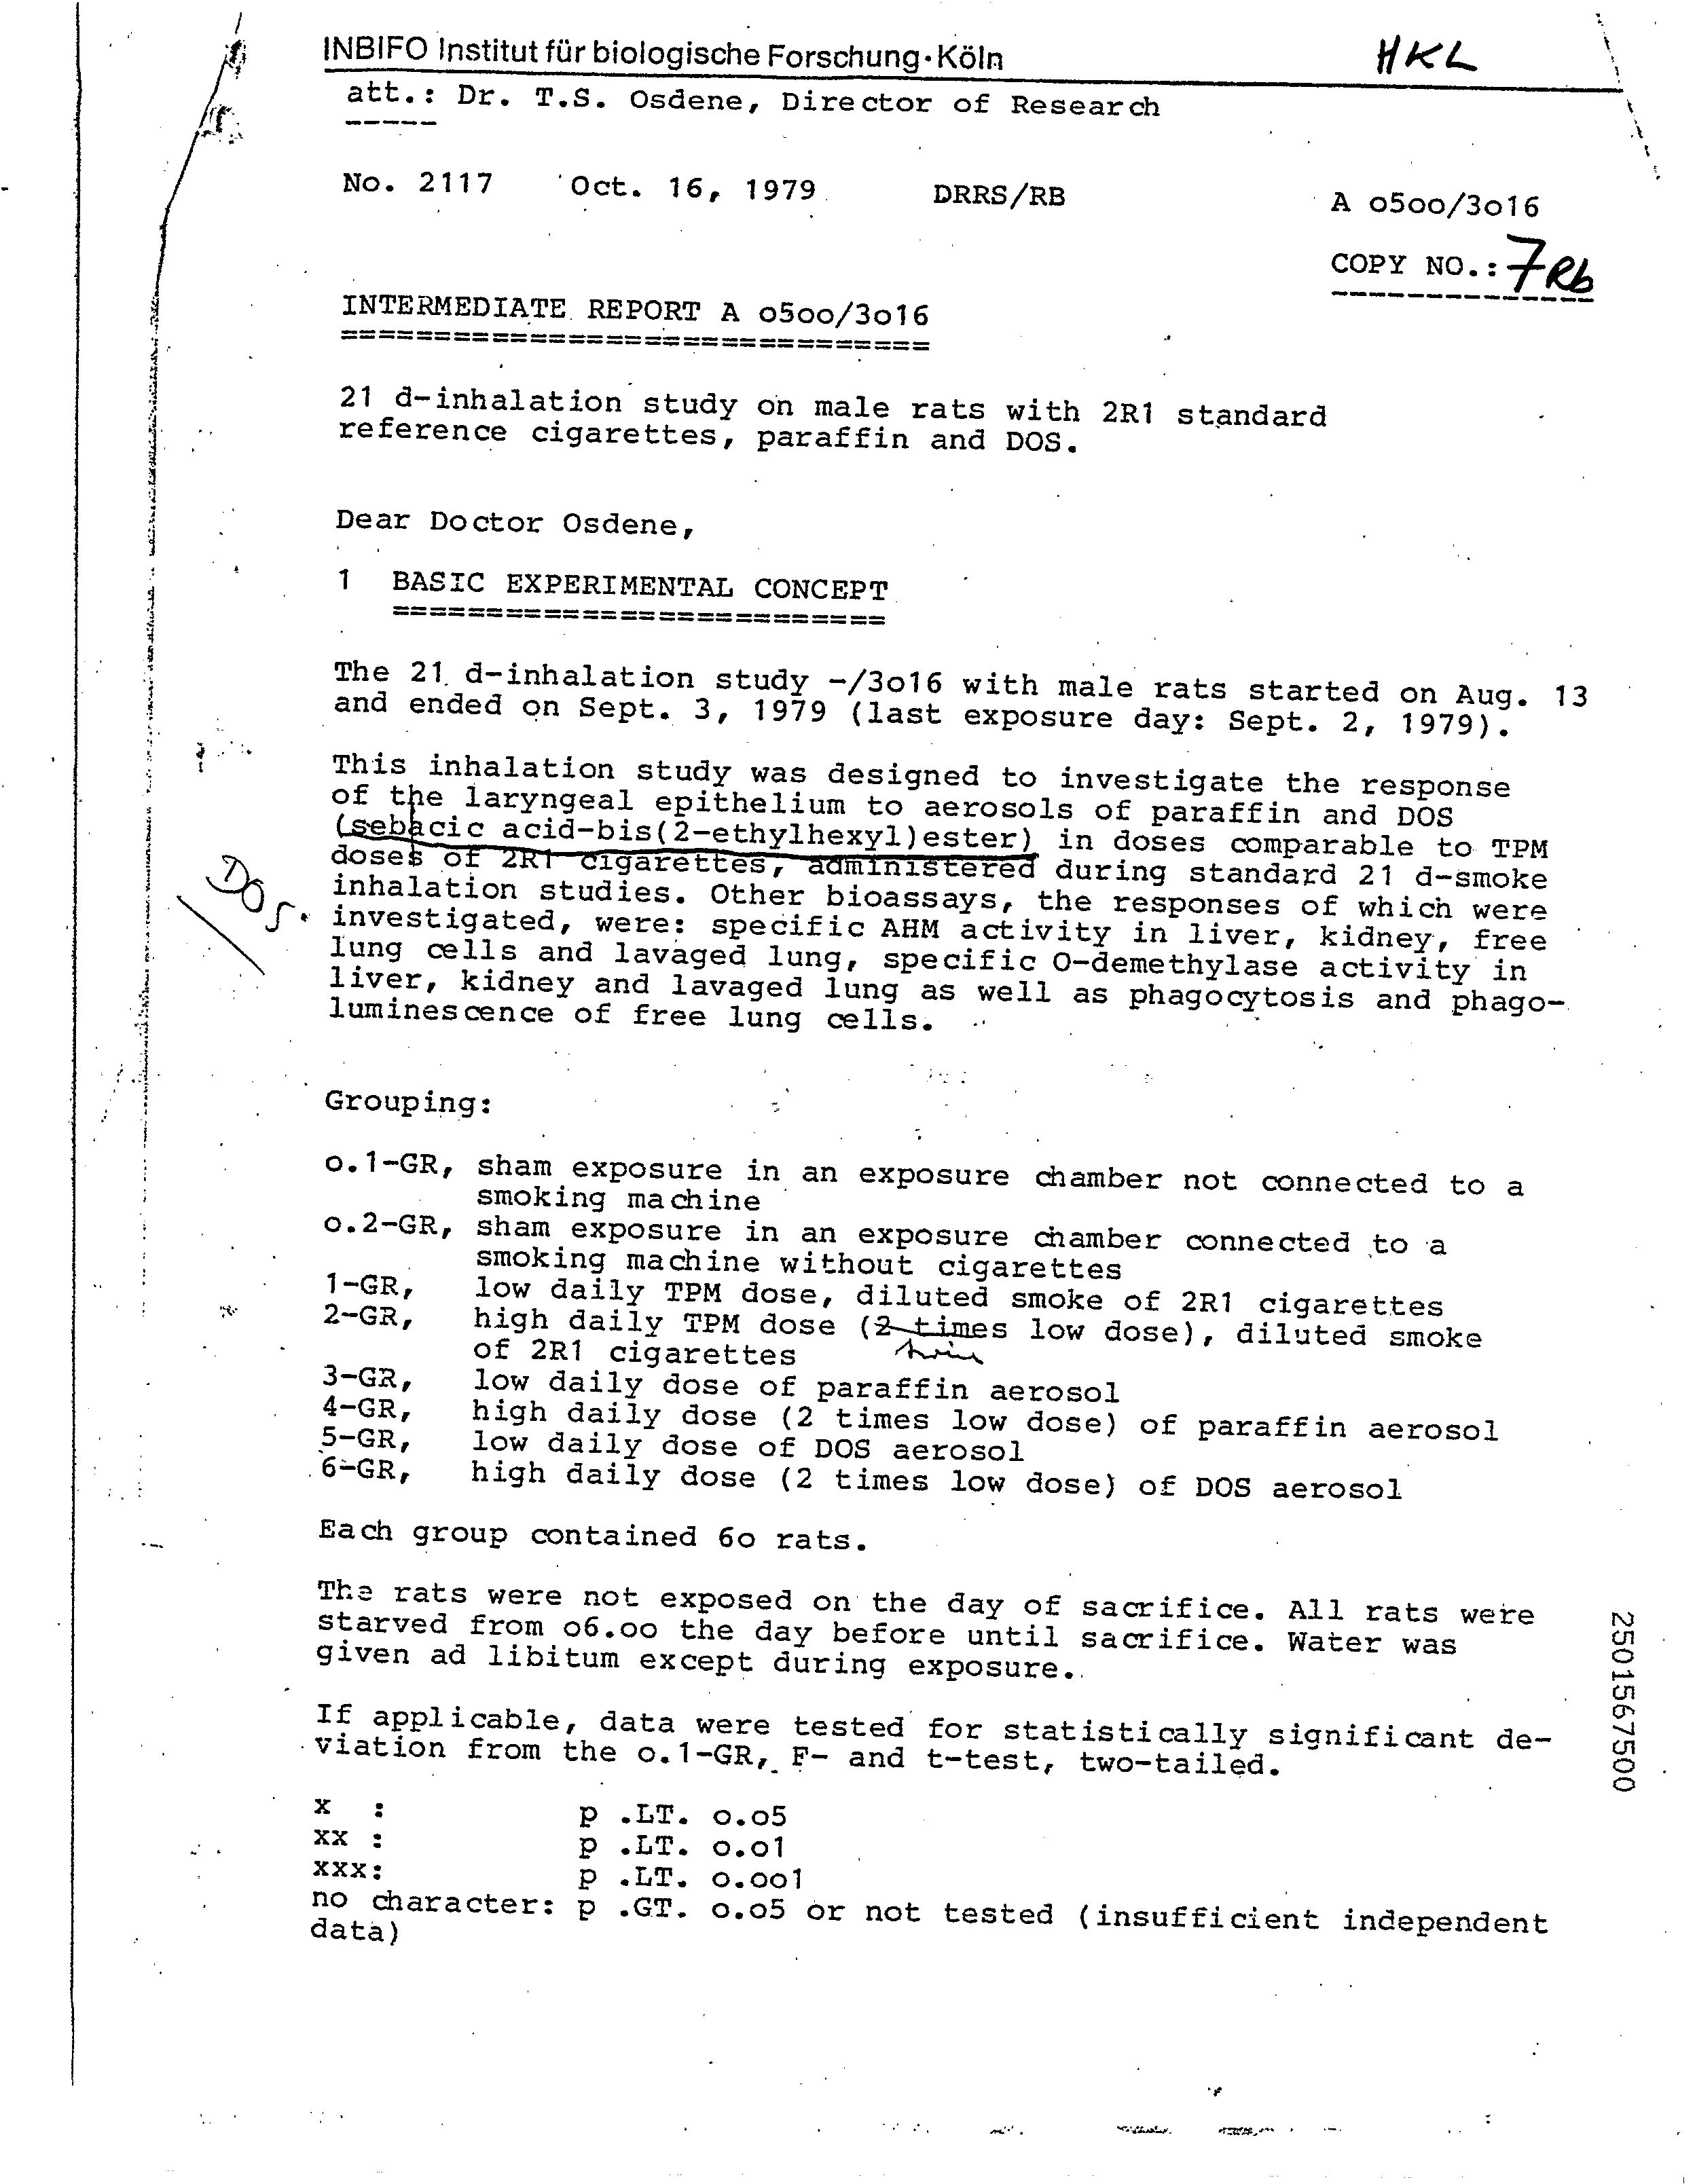 INBIFO Institut für biologische Forschung · Köln
HKL
att.: Dr. T.S. Osdene, Director of Research
No. 2117 Oct. 16, 1979 DRRS/RB A o5oo/3o16
COPY NO.: 7Rb
INTERMEDIATE REPORT A o5oo/3o16
21 d-inhalation study on male rats with 2R1 standard
reference cigarettes, paraffin and DOS.
Dear Doctor Osdene,
1 BASIC EXPERIMENTAL CONCEPT
The 21 d-inhalation study -/3o16 with male rats started on Aug. 13
and ended on Sept. 3, 1979 (last exposure day: Sept. 2, 1979).
This inhalation study was designed to investigate the response
of the laryngeal epithelium to aerosols of paraffin and DOS
(sebacic acid-bis(2-ethylhexyl)ester) in doses comparable to TPM
doses of 2R1 cigarettes, administered during standard 21 d-smoke
inhalation studies. Other bioassays, the responses of which were
DOS.
investigated, were: specific AHM activity in liver, kidney, free
lung cells and lavaged lung, specific O-demethylase activity in
liver, kidney and lavaged lung as well as phagocytosis and phago-
luminescence of free lung cells.
Grouping:
o.1-GR, sham exposure in an exposure chamber not connected to a
smoking machine
o.2-GR, sham exposure in an exposure chamber connected to a
smoking machine without cigarettes
1-GR, low daily TPM dose, diluted smoke of 2R1 cigarettes
2-GR, high daily TPM dose (2 times low dose), diluted smoke
of 2R1 cigarettes
3-GR, low daily dose of paraffin aerosol
4-GR, high daily dose (2 times low dose) of paraffin aerosol
5-GR, low daily dose of DOS aerosol
6-GR, high daily dose (2 times low dose) of DOS aerosol
Each group contained 6o rats.
The rats were not exposed on the day of sacrifice. All rats were
starved from o6.oo the day before until sacrifice. Water was
given ad libitum except during exposure.
If applicable, data were tested for statistically significant de-
viation from the o.1-GR, F- and t-test, two-tailed.
x : p .LT. o.o5
xx : p .LT. o.o1
xxx: p .LT. o.oo1
no character: p .GT. o.o5 or not tested (insufficient independent
data)
2501567500